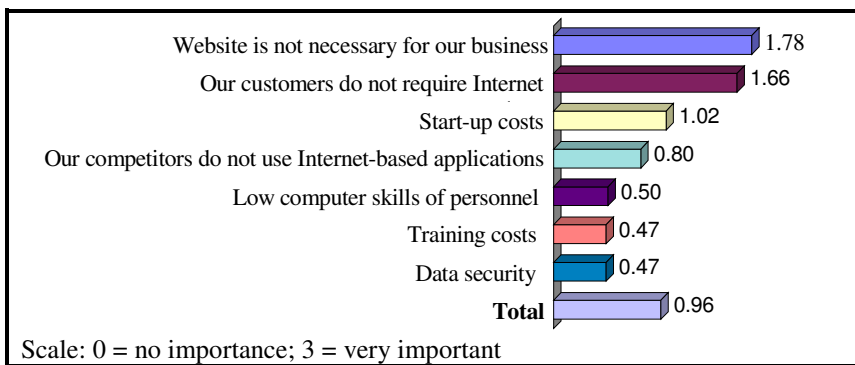 Website is not necessary for our business 1.78
Our customers do not require Internet 1.66
Start-up costs 1.02
Our competitors do not use Internet-based applications 0.80
Low computer skills of personnel 0.50
Training costs 0.47
Data security 0.47
Total 0.96
Scale: 0 = no importance; 3 = very important